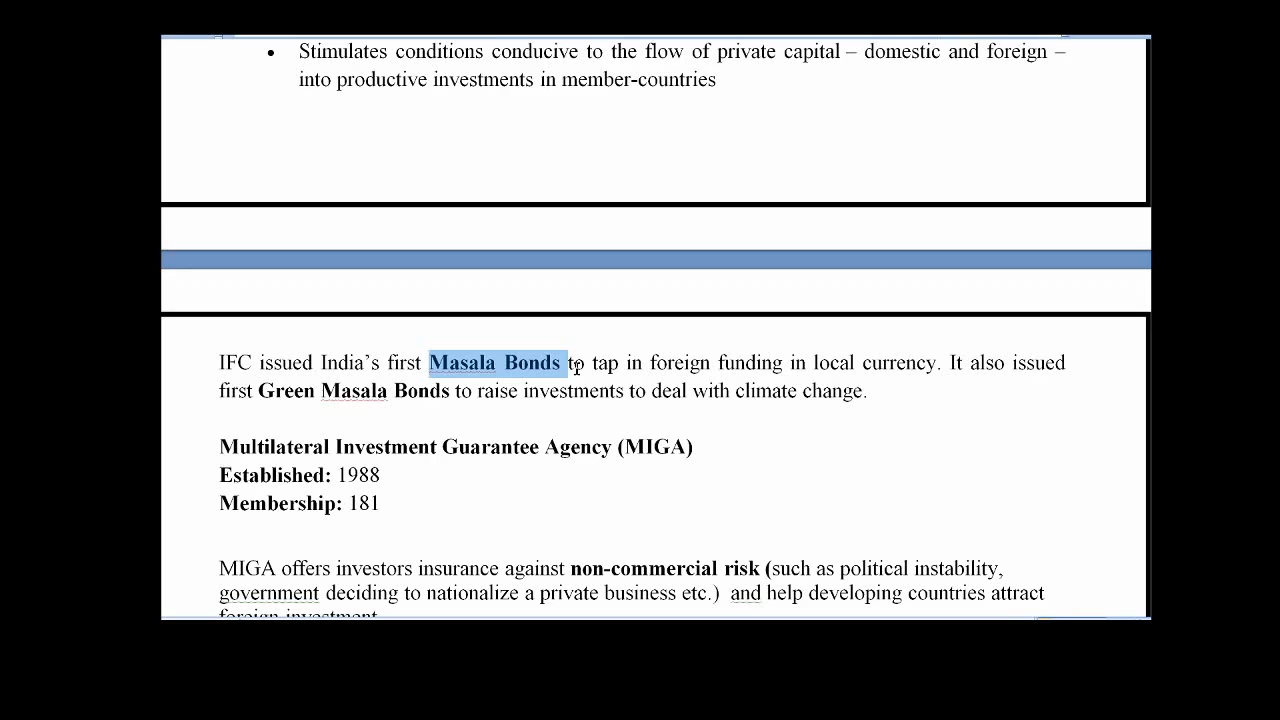 • Stimulates conditions conducive to the flow of private capital – domestic and foreign –
into productive investments in member-countries
IFC issued India's first Masala Bonds to tap in foreign funding in local currency. It also issued
first Green Masala Bonds to raise investments to deal with climate change.
Multilateral Investment Guarantee Agency (MIGA)
Established: 1988
Membership: 181
MIGA offers investors insurance against non-commercial risk (such as political instability,
government deciding to nationalize a private business etc.) and help developing countries attract
foreign investment